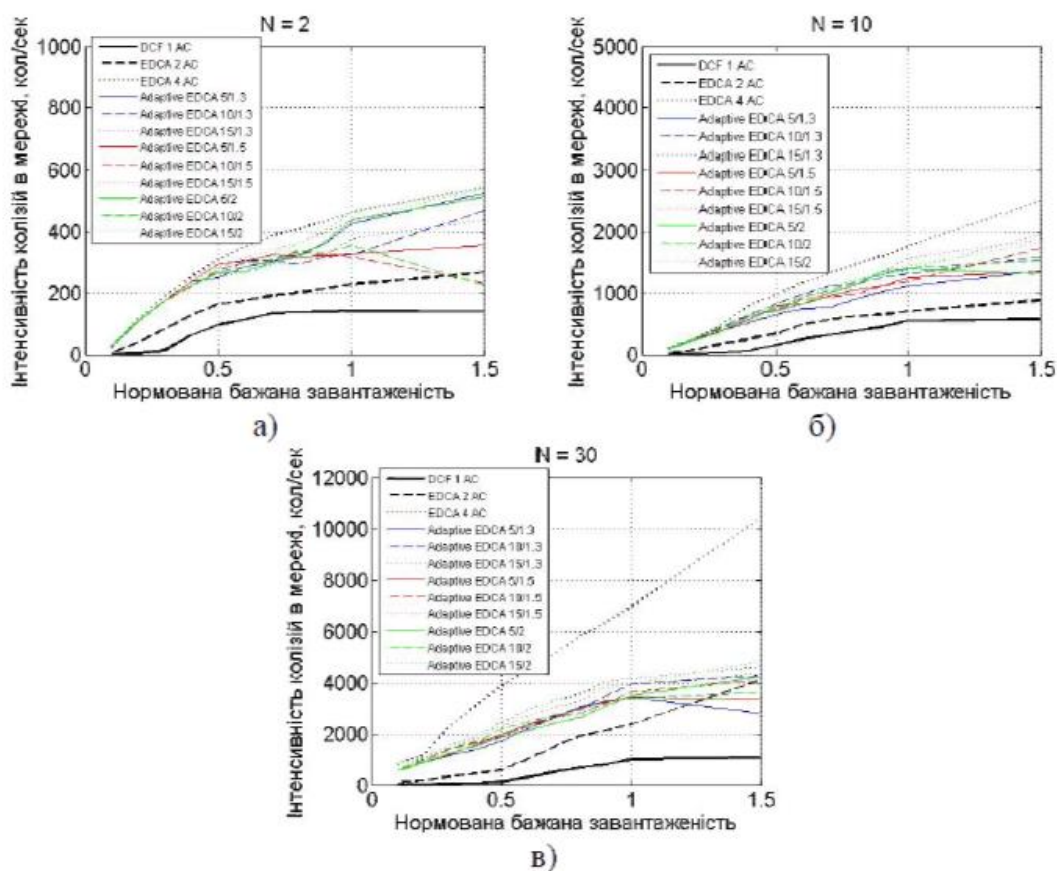 N = 2
Інтенсивність колізій в мережі, кол/сек
1000
800
600
400
200
0
DCF 1 AC
EDCA 2 AC
EDCA 4 AC
Adaptive EDCA 5/1.3
Adaptive EDCA 10/1.3
Adaptive EDCA 15/1.3
Adaptive EDCA 5/1.5
Adaptive EDCA 10/1.5
Adaptive EDCA 15/1.5
Adaptive EDCA 5/2
Adaptive EDCA 10/2
Adaptive EDCA 15/2
0 0.5 1 1.5
Нормована бажана завантаженість
а)
N = 10
Інтенсивність колізій в мережі, кол/сек
5000
4000
3000
2000
1000
0
DCF 1 AC
EDCA 2 AC
EDCA 4 AC
Adaptive EDCA 5/1.3
Adaptive EDCA 10/1.3
Adaptive EDCA 15/1.3
Adaptive EDCA 5/1.5
Adaptive EDCA 10/1.5
Adaptive EDCA 15/1.5
Adaptive EDCA 5/2
Adaptive EDCA 10/2
Adaptive EDCA 15/2
0 0.5 1 1.5
Нормована бажана завантаженість
б)
N = 30
Інтенсивність колізій в мережі, кол/сек
12000
10000
8000
6000
4000
2000
0
DCF 1 AC
EDCA 2 AC
EDCA 4 AC
Adaptive EDCA 5/1.3
Adaptive EDCA 10/1.3
Adaptive EDCA 15/1.3
Adaptive EDCA 5/1.5
Adaptive EDCA 10/1.5
Adaptive EDCA 15/1.5
Adaptive EDCA 5/2
Adaptive EDCA 10/2
Adaptive EDCA 15/2
0 0.5 1 1.5
Нормована бажана завантаженість
в)